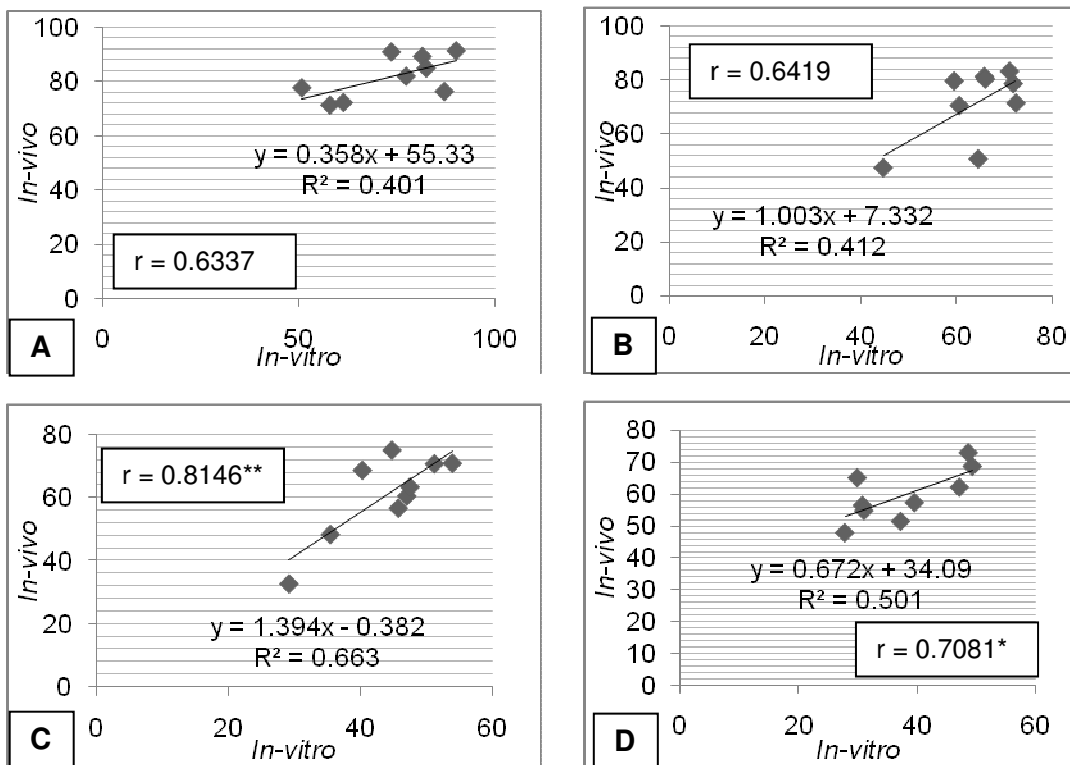 100
80
60
40
20
0
In-vivo
y = 0.358x + 55.33
R² = 0.401
r = 0.6337
A
0 50 100
In-vitro
100
80
60
40
20
0
In-vivo
r = 0.6419
y = 1.003x + 7.332
R² = 0.412
B
0 20 40 60 80
In-vitro
80
60
40
20
0
In-vivo
r = 0.8146**
y = 1.394x - 0.382
R² = 0.663
C
0 20 40 60
In-vitro
80
70
60
50
40
30
20
10
0
In-vivo
y = 0.672x + 34.09
R² = 0.501
r = 0.7081*
D
0 20 40 60
In-vitro